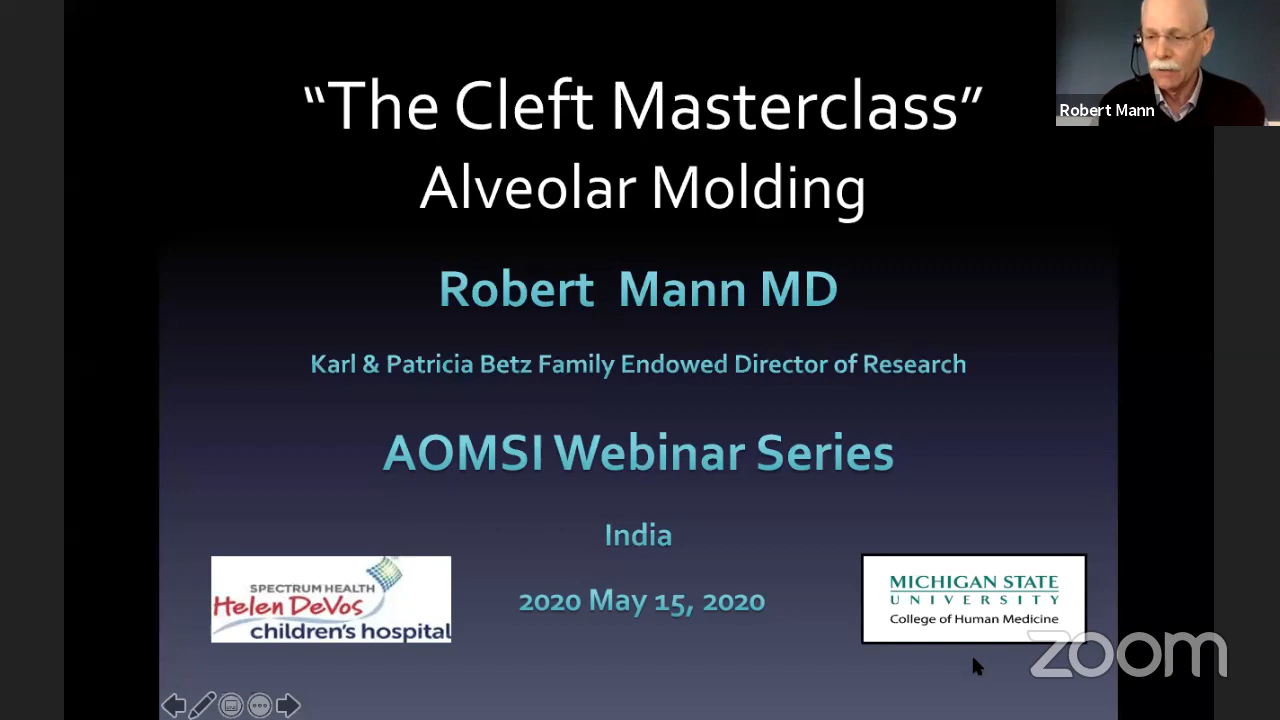 “The Cleft Masterclass”
Alveolar Molding
Robert Mann
Robert Mann MD
Karl & Patricia Betz Family Endowed Director of Research
AOMSI Webinar Series
India
2020 May 15, 2020
SPECTRUM HEALTH
Helen DeVos
children's hospital
MICHIGAN STATE
UNIVERSITY
College of Human Medicine
zoom